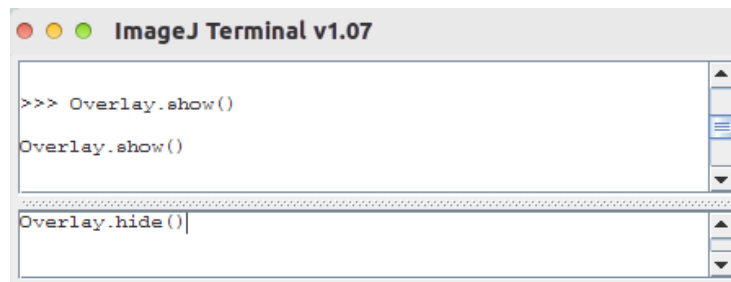 ImageJ Terminal v1.07
>>> Overlay.show()
Overlay.show()
Overlay.hide()